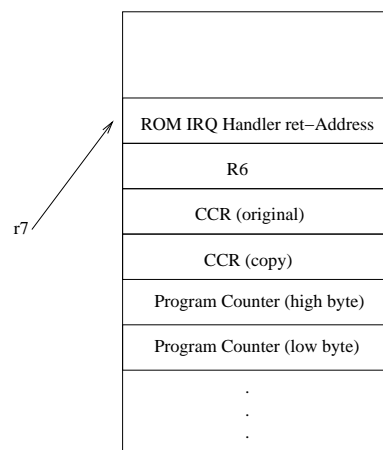 ROM IRQ Handler ret−Address
R6
CCR (original)
r7
CCR (copy)
Program Counter (high byte)
Program Counter (low byte)
.
.
.